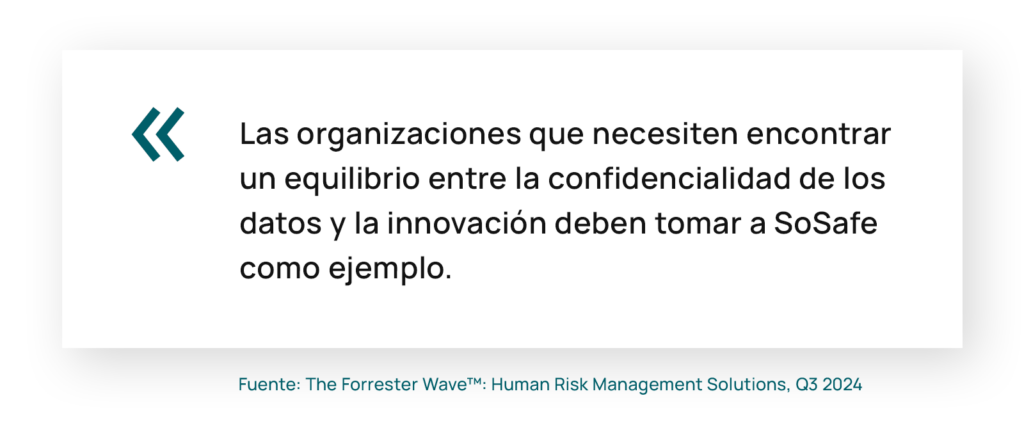 «
Las organizaciones que necesiten encontrar
un equilibrio entre la confidencialidad de los
datos y la innovación deben tomar a SoSafe
como ejemplo.
Fuente: The Forrester Wave™: Human Risk Management Solutions, Q3 2024